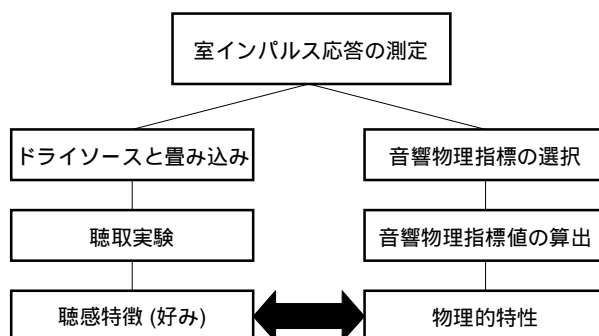 室インパルス応答の測定
ドライソースと畳み込み
音響物理指標の選択
聴取実験
音響物理指標値の算出
聴感特徴 (好み)
物理的特性